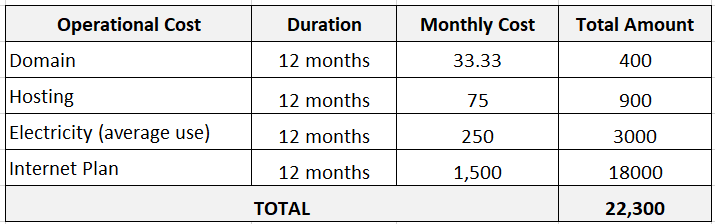 Operational Cost Duration Monthly Cost Total Amount
Domain 12 months 33.33 400
Hosting 12 months 75 900
Electricity (average use) 12 months 250 3000
Internet Plan 12 months 1,500 18000
TOTAL 22,300